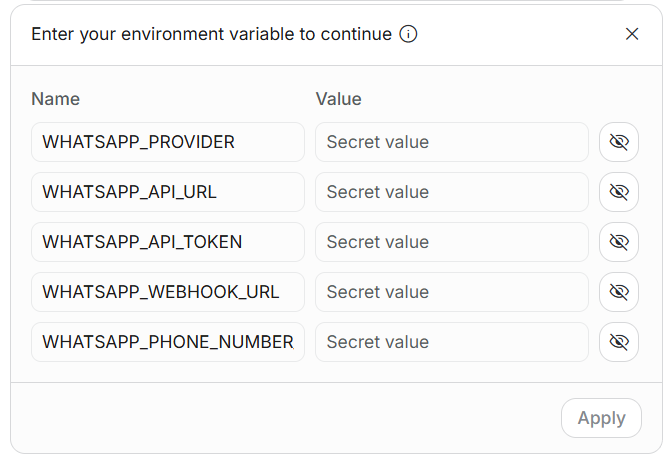 Enter your environment variable to continue
Name Value
WHATSAPP_PROVIDER Secret value
WHATSAPP_API_URL Secret value
WHATSAPP_API_TOKEN Secret value
WHATSAPP_WEBHOOK_URL Secret value
WHATSAPP_PHONE_NUMBER Secret value
Apply